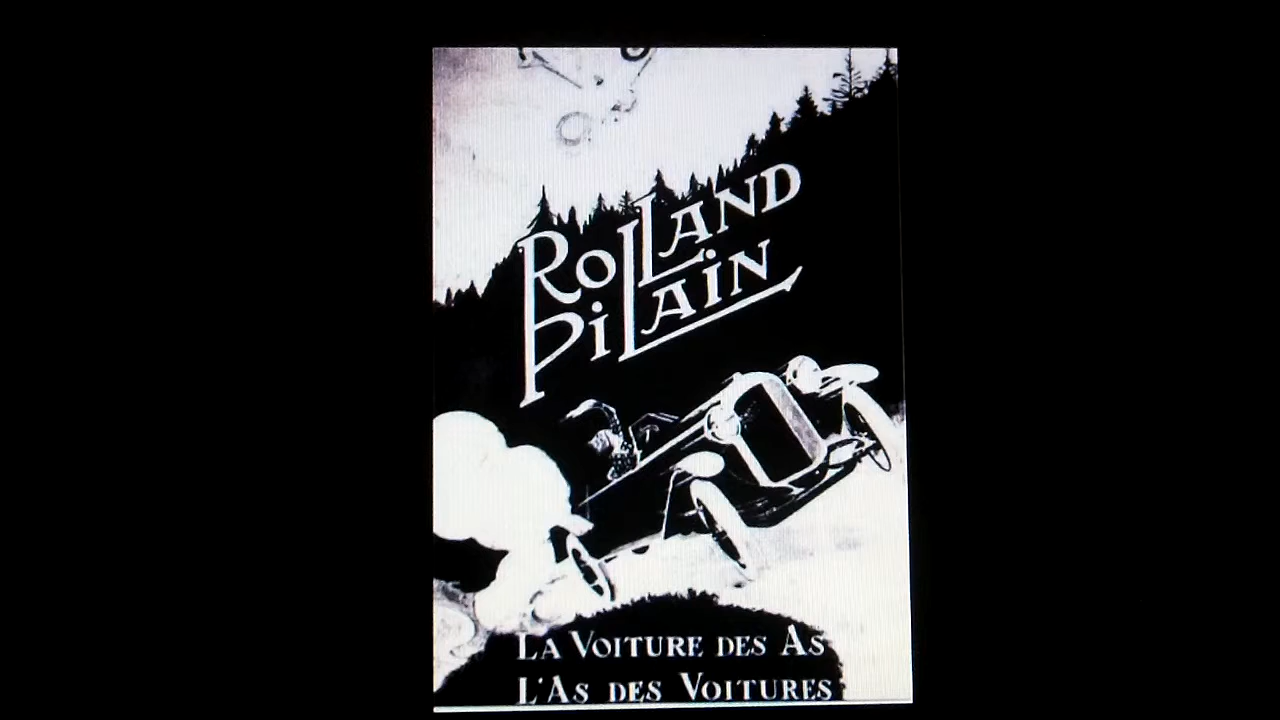 ROLLAND
PiLAiN
LA VOITURE DES AS
L'AS DES VOITURES